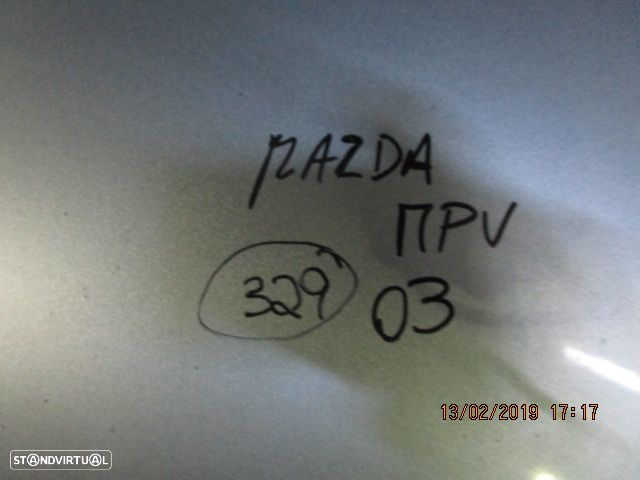 MAZDA
MPV
329 03
13/02/2019 17:17
STANDVIRTUAL